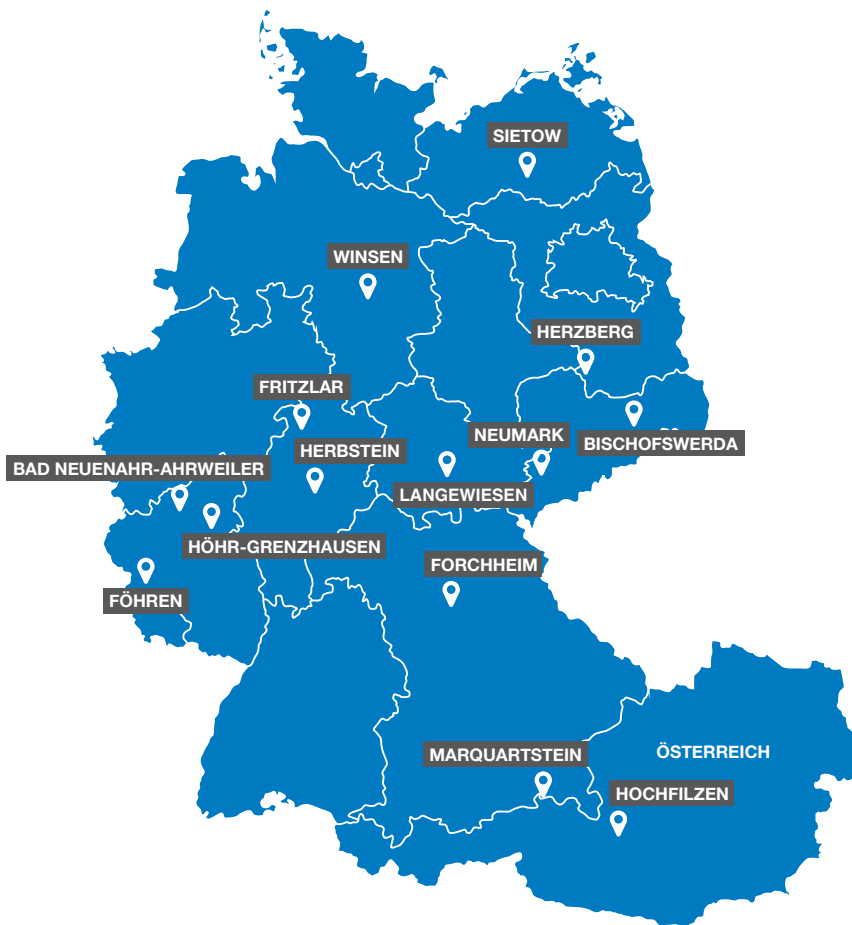 SIETOW
WINSEN
HERZBERG
FRITZLAR
NEUMARK
BISCHOFSWERDA
HERBSTEIN
BAD NEUENAHR-AHRWEILER
LANGEWIESEN
HÖHR-GRENZHAUSEN
FORCHHEIM
FÖHREN
MARQUARTSTEIN
ÖSTERREICH
HOCHFILZEN